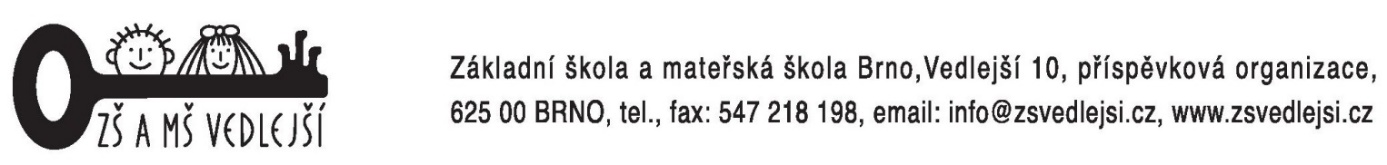 ZŠ A MŠ VEDLEJŠÍ
Základní škola a mateřská škola Brno,Vedlejší 10, příspěvková organizace,
625 00 BRNO, tel., fax: 547 218 198, email: info@zsvedlejsi.cz, www.zsvedlejsi.cz